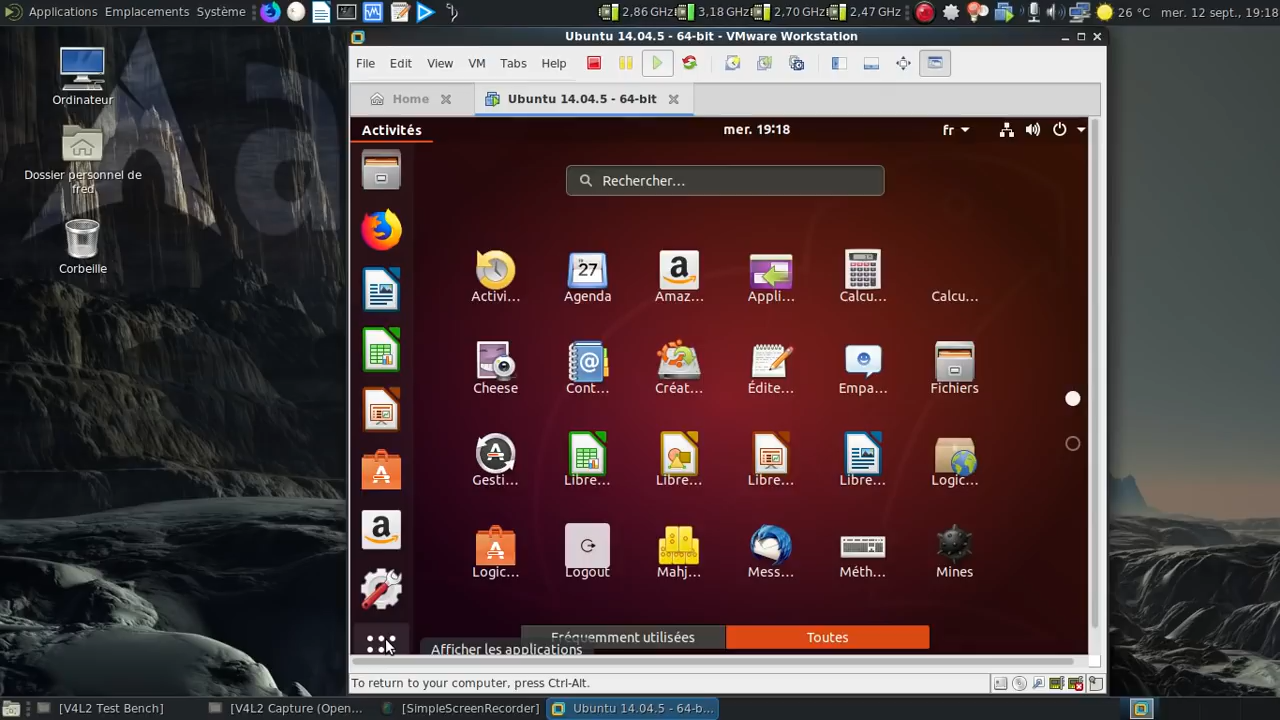 Applications Emplacements Système 2,86 GHz 3,18 GHz 2,70 GHz 2,47 GHz 26 °C mer. 12 sept., 19:18
Ubuntu 14.04.5 - 64-bit - VMware Workstation
File Edit View VM Tabs Help
Home Ubuntu 14.04.5 - 64-bit
Ordinateur
Dossier personnel de
fred
Corbeille
Activités mer. 19:18 fr
Rechercher...
27
Activi... Agenda Amaz... Appli... Calcu... Calcu...
Cheese Cont... Créat... Édite... Empa... Fichiers
Gesti... Libre... Libre... Libre... Libre... Logic...
Logic... Logout Mahj... Mess... Méth... Mines
Fréquemment utilisées Toutes
Afficher les applications
To return to your computer, press Ctrl-Alt.
[V4L2 Test Bench] [V4L2 Capture (Open... [SimpleScreenRecorder] Ubuntu 14.04.5 - 64-b...